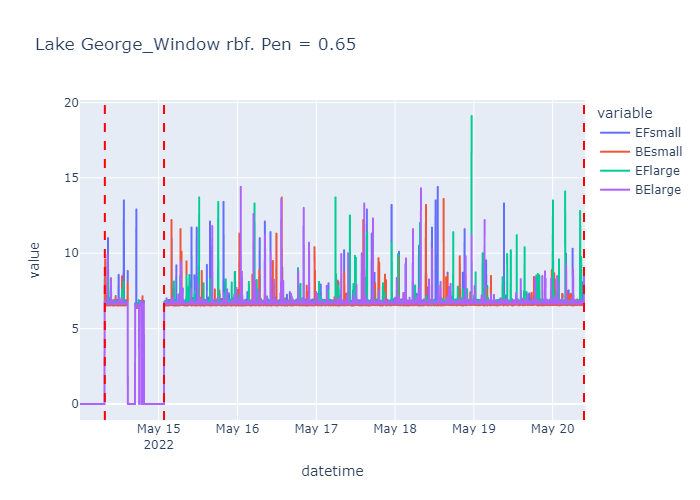 Lake George_Window rbf. Pen = 0.65
variable
EFsmall
BEsmall
EFlarge
BElarge
value
20
15
10
5
0
May 15
2022
May 16
May 17
May 18
May 19
May 20
datetime